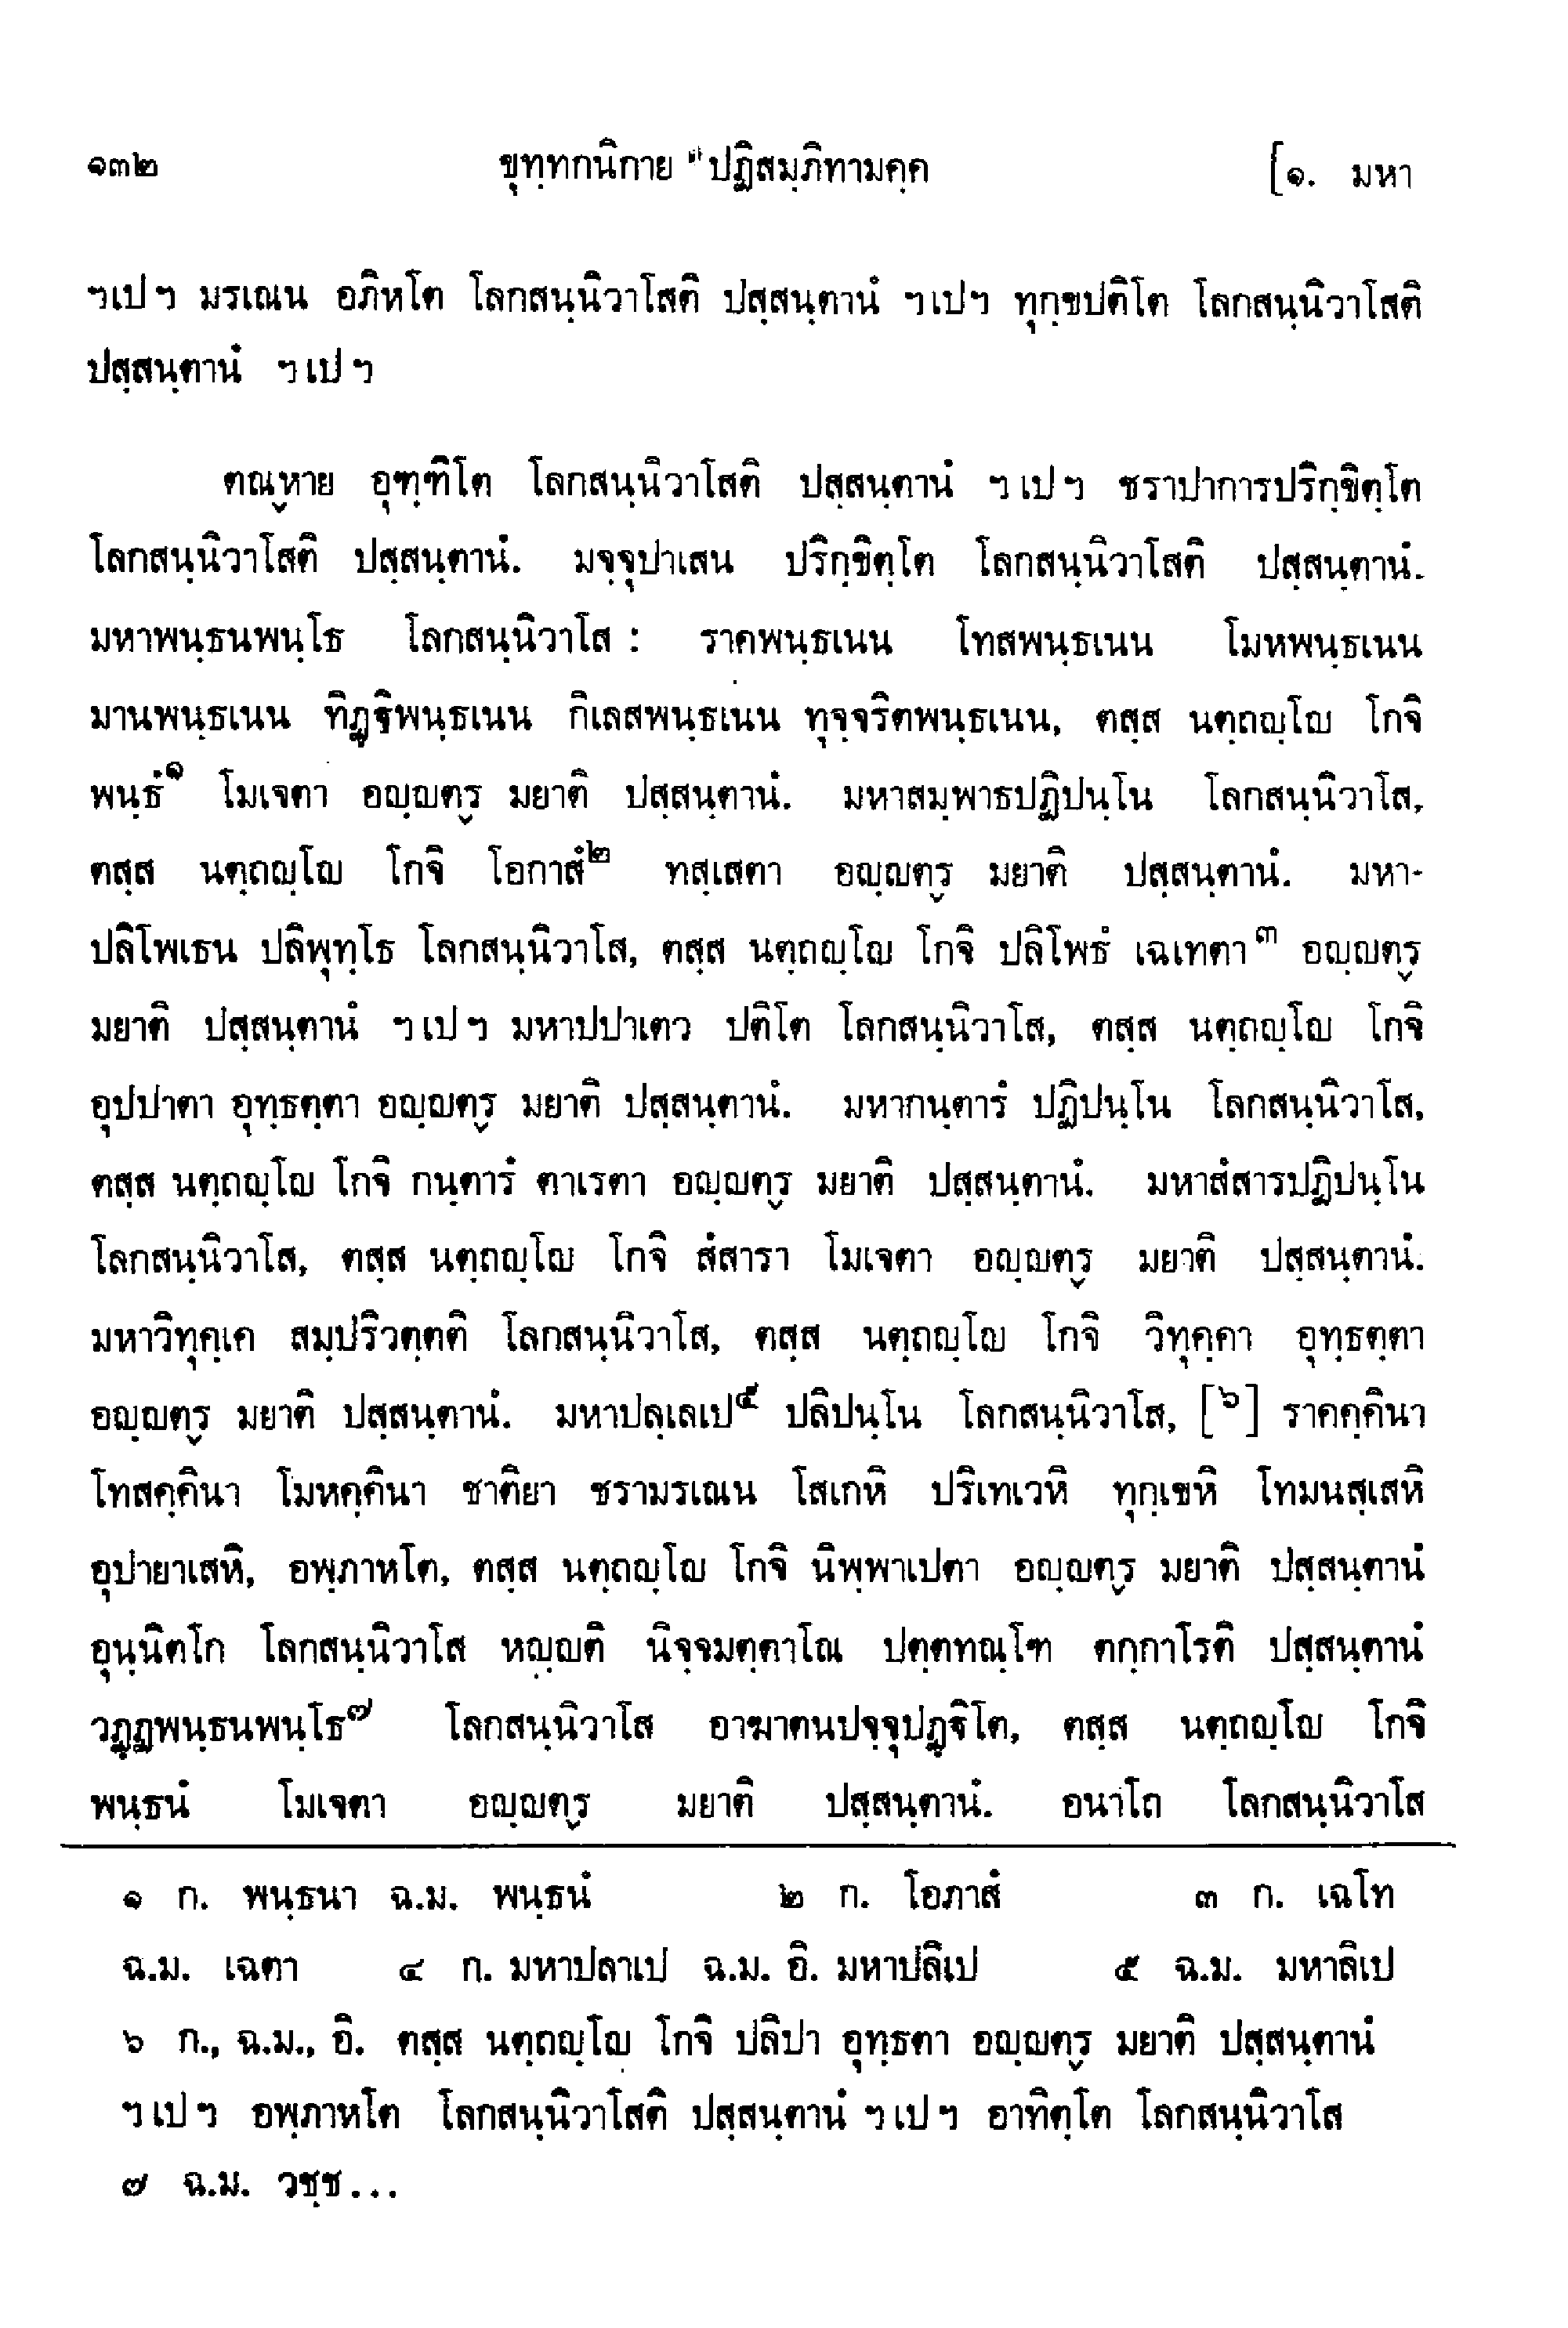 ๑๓๒ ขุทฺทกนิกาย ปฏิสมฺภิทามคฺค [๑. มหา
ฯเปฯ มรเณน อภิหโต โลกสนฺนิวาโสติ ปสฺสนฺตานํ ฯเปฯ ทุกฺขปติโต โลกสนฺนิวาโสติ
ปสฺสนฺตานํ ฯเปฯ
ตณฺหาย อุฑฺฑิโต โลกสนฺนิวาโสติ ปสฺสนฺตานํ ฯเปฯ ชราปาการปริกฺขิตฺโต
โลกสนฺนิวาโสติ ปสฺสนฺตานํ. มจฺจุปาเสน ปริกฺขิตฺโต โลกสนฺนิวาโสติ ปสฺสนฺตานํ.
มหาพนฺธนพนฺโธ โลกสนฺนิวาโส : ราคพนฺธเนน โทสพนฺธเนน โมหพนฺธเนน
มานพนฺธเนน ทิฏฺฐิพนฺธเนน กิเลสพนฺธเนน ทุจฺจริตพนฺธเนน, ตสฺส นตฺถญฺโญ โกจิ
พนฺธํ๑ โมเจตา อญฺญตฺร มยาติ ปสฺสนฺตานํ. มหาสมฺพาธปฏิปนฺโน โลกสนฺนิวาโส,
ตสฺส นตฺถญฺโญ โกจิ โอกาสํ๒ ทสฺเสตา อญฺญตฺร มยาติ ปสฺสนฺตานํ. มหา-
ปลิโพเธน ปลิพุทฺโธ โลกสนฺนิวาโส, ตสฺส นตฺถญฺโญ โกจิ ปลิโพธํ เฉเทตา๓ อญฺญตฺร
มยาติ ปสฺสนฺตานํ ฯเปฯ มหาปปาเตว ปติโต โลกสนฺนิวาโส, ตสฺส นตฺถญฺโญ โกจิ
อุปปาตา อุทฺธตฺตา อญฺญตฺร มยาติ ปสฺสนฺตานํ. มหากนฺตารํ ปฏิปนฺโน โลกสนฺนิวาโส,
ตสฺส นตฺถญฺโญ โกจิ กนฺตารํ ตาเรตา อญฺญตฺร มยาติ ปสฺสนฺตานํ. มหาสํสารปฏิปนฺโน
โลกสนฺนิวาโส, ตสฺส นตฺถญฺโญ โกจิ สํสารา โมเจตา อญฺญตฺร มยาติ ปสฺสนฺตานํ.
มหาวิทุคฺเค สมฺปริวตฺตติ โลกสนฺนิวาโส, ตสฺส นตฺถญฺโญ โกจิ วิทุคฺคา อุทฺธตฺตา
อญฺญตฺร มยาติ ปสฺสนฺตานํ. มหาปลฺเลเป๕ ปลิปนฺโน โลกสนฺนิวาโส, [๖] ราคคฺคินา
โทสคฺคินา โมหคฺคินา ชาติยา ชรามรเณน โสเกหิ ปริเทเวหิ ทุกฺเขหิ โทมนสฺเสหิ
อุปายาเสหิ, อพฺภาหโต, ตสฺส นตฺถญฺโญ โกจิ นิพฺพาเปตา อญฺญตฺร มยาติ ปสฺสนฺตานํ
อุนฺนิตโก โลกสนฺนิวาโส หญฺญติ นิจฺจมตฺตาโณ ปตฺตทณฺโฑ ตกฺกาโรติ ปสฺสนฺตานํ
วฏฺฏพนฺธนพนฺโธ๗ โลกสนฺนิวาโส อาฆาตนปจฺจุปฏฺฐิโต, ตสฺส นตฺถญฺโญ โกจิ
พนฺธนํ โมเจตา อญฺญตฺร มยาติ ปสฺสนฺตานํ. อนาโถ โลกสนฺนิวาโส
๑ ก. พนฺธนา ฉ.ม. พนฺธนํ ๒ ก. โอภาสํ ๓ ก. เฉโท
ฉ.ม. เฉตา ๔ ก. มหาปลาเป ฉ.ม. อิ. มหาปลิเป ๕ ฉ.ม. มหาลิเป
๖ ก., ฉ.ม., อิ. ตสฺส นตฺถญฺโญ โกจิ ปลิปา อุทฺธตา อญฺญตฺร มยาติ ปสฺสนฺตานํ
ฯเปฯ อพฺภาหโต โลกสนฺนิวาโสติ ปสฺสนฺตานํ ฯเปฯ อาทิตฺโต โลกสนฺนิวาโส
๗ ฉ.ม. วชฺช...